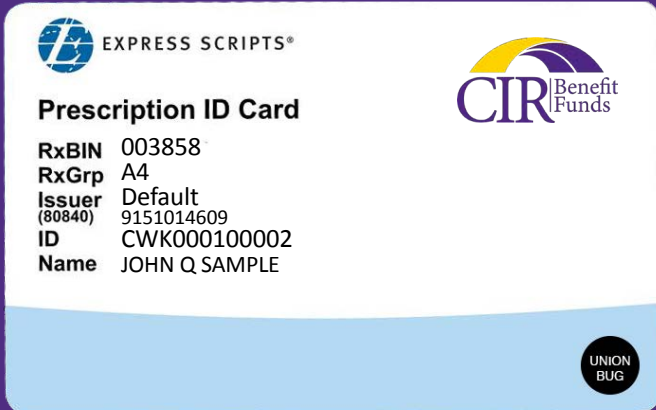 EXPRESS SCRIPTS®
CIR Benefit Funds
Prescription ID Card
RxBIN 003858
RxGrp A4
Issuer Default
(80840) 9151014609
ID CWK000100002
Name JOHN Q SAMPLE
UNION
BUG